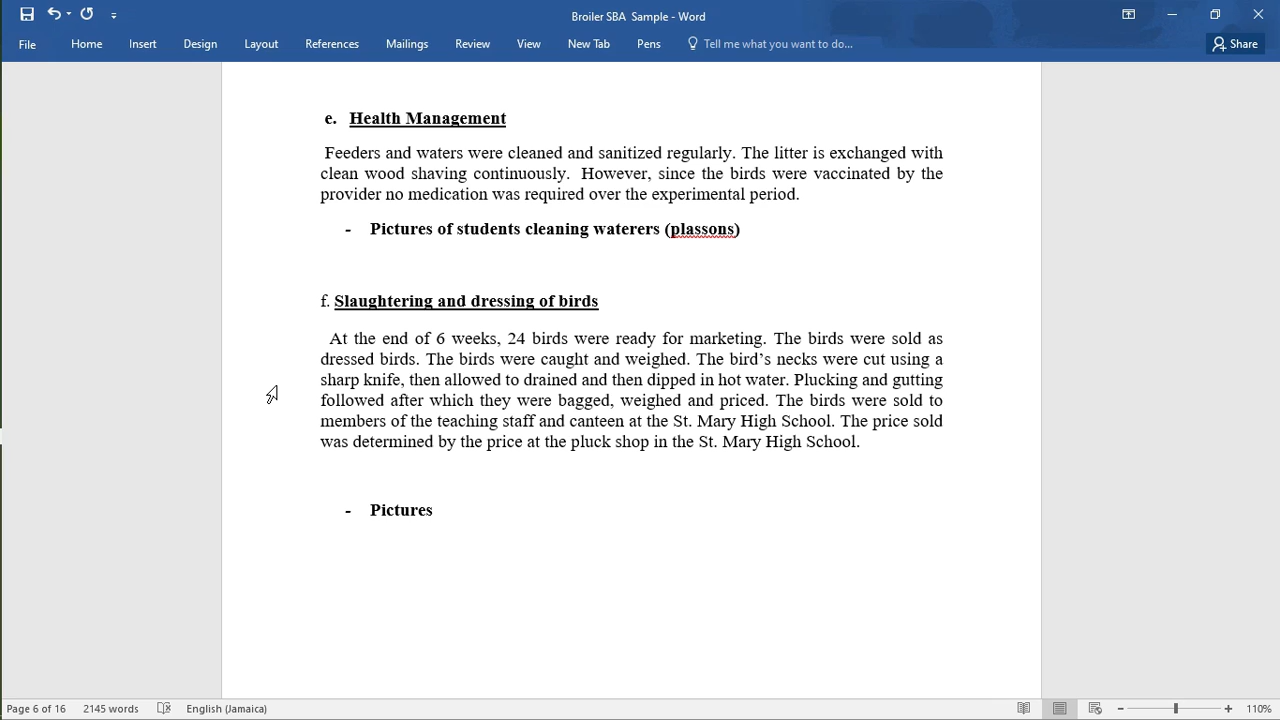 Broiler SBA  Sample - Word
File Home Insert Design Layout References Mailings Review View New Tab Pens Tell me what you want to do... Share
e. Health Management
Feeders and waters were cleaned and sanitized regularly. The litter is exchanged with
clean wood shaving continuously.  However, since the birds were vaccinated by the
provider no medication was required over the experimental period.
- Pictures of students cleaning waterers (plassons)
f. Slaughtering and dressing of birds
At the end of 6 weeks, 24 birds were ready for marketing. The birds were sold as
dressed birds. The birds were caught and weighed. The bird’s necks were cut using a
sharp knife, then allowed to drained and then dipped in hot water. Plucking and gutting
followed after which they were bagged, weighed and priced. The birds were sold to
members of the teaching staff and canteen at the St. Mary High School. The price sold
was determined by the price at the pluck shop in the St. Mary High School.
- Pictures
Page 6 of 16 2145 words English (Jamaica) 110%